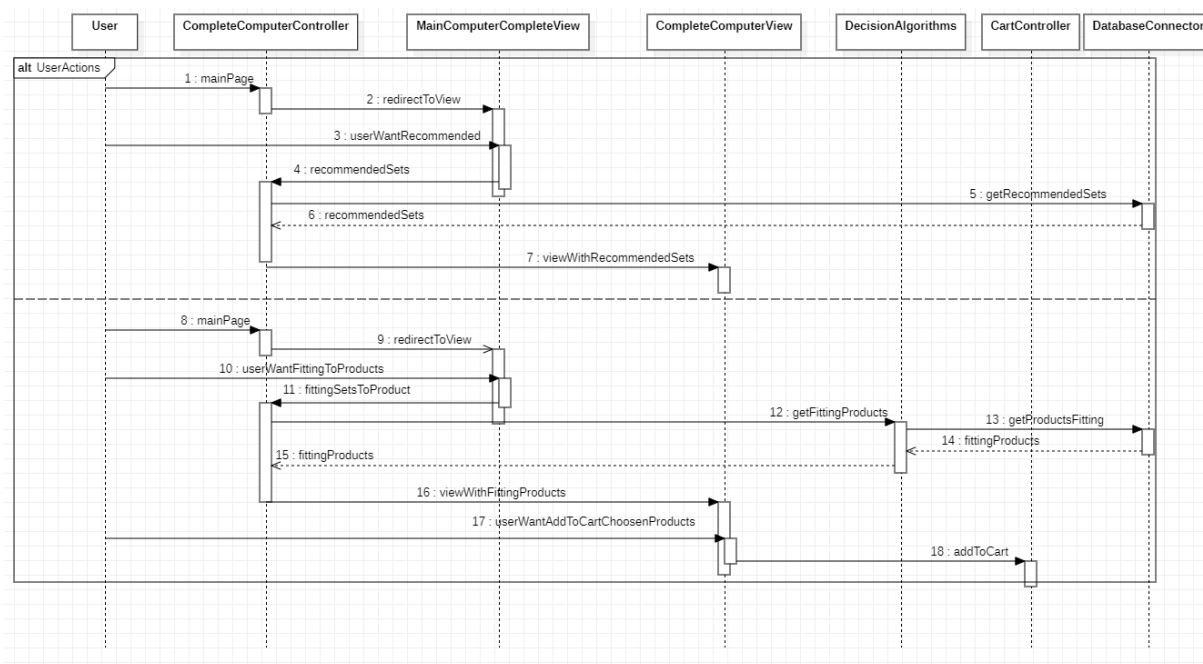 User
CompleteComputerController
MainComputerCompleteView
CompleteComputerView
DecisionAlgorithms
CartController
DatabaseConnector
alt UserActions
1 : mainPage
2 : redirectToView
3 : userWantRecommended
4 : recommendedSets
5 : getRecommendedSets
6 : recommendedSets
7 : viewWithRecommendedSets
8 : mainPage
9 : redirectToView
10 : userWantFittingToProducts
11 : fittingSetsToProduct
12 : getFittingProducts
13 : getProductsFitting
14 : fittingProducts
15 : fittingProducts
16 : viewWithFittingProducts
17 : userWantAddToCartChoosenProducts
18 : addToCart